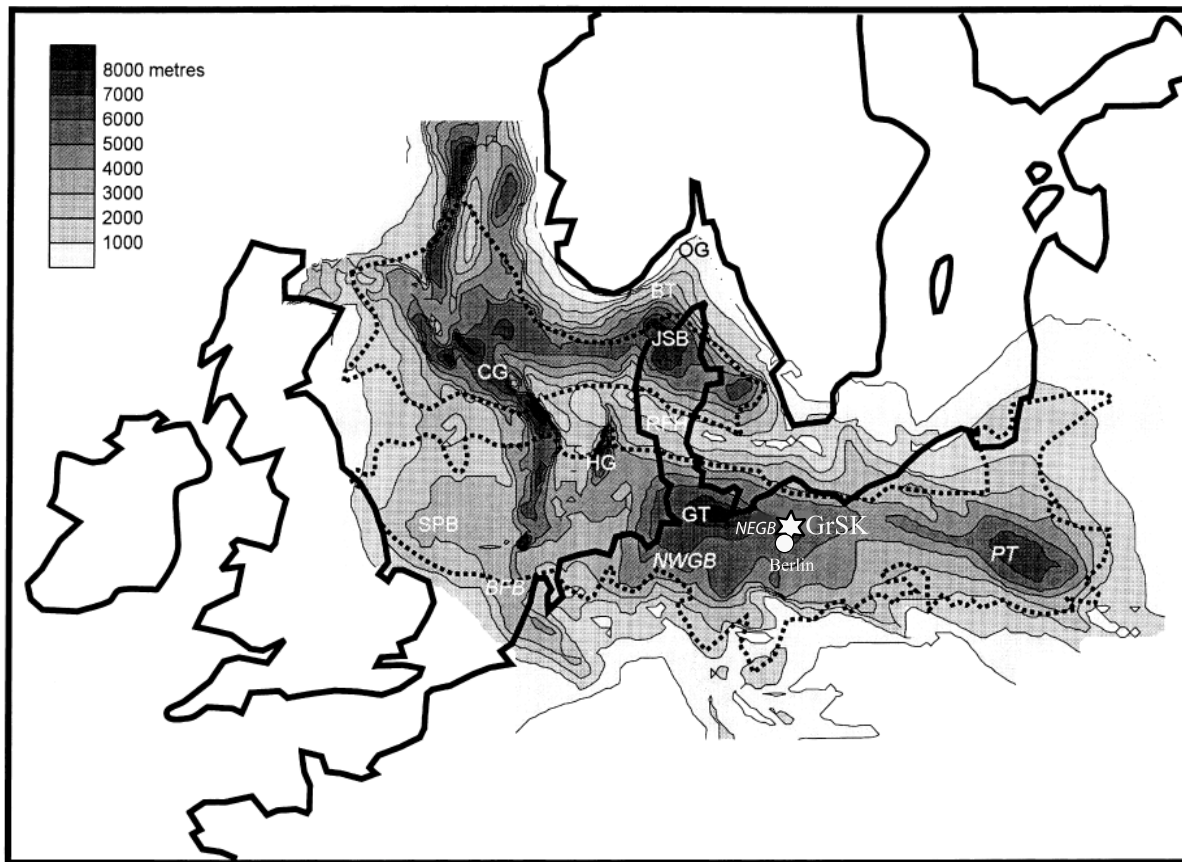 8000 metres
7000
6000
5000
4000
3000
2000
1000
OG
BT
JSB
CG
RFH
HG
SPB
GT
NEGB
GrSK
NWGB
PT
Berlin
BFB